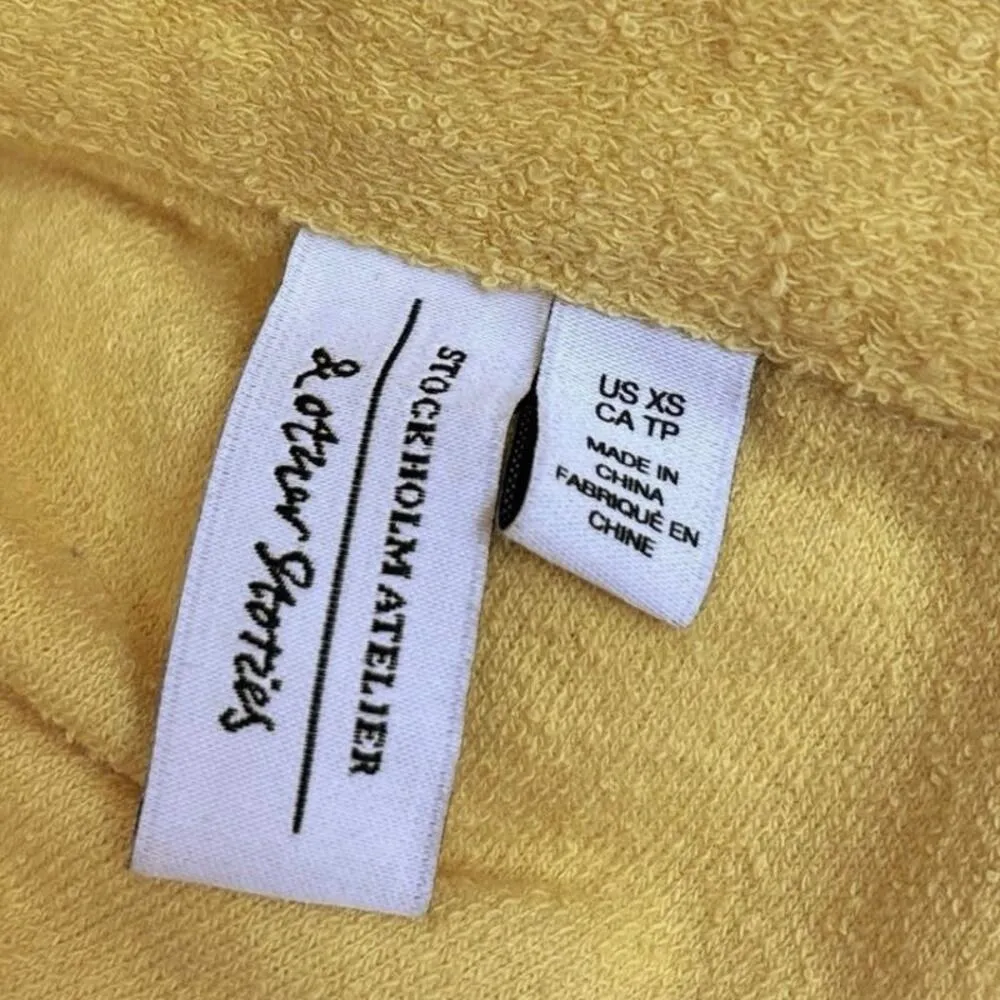 STOCKHOLM ATELIER
& other Stories
US XS
CA TP
MADE IN
CHINA
FABRIQUÉ EN
CHINE